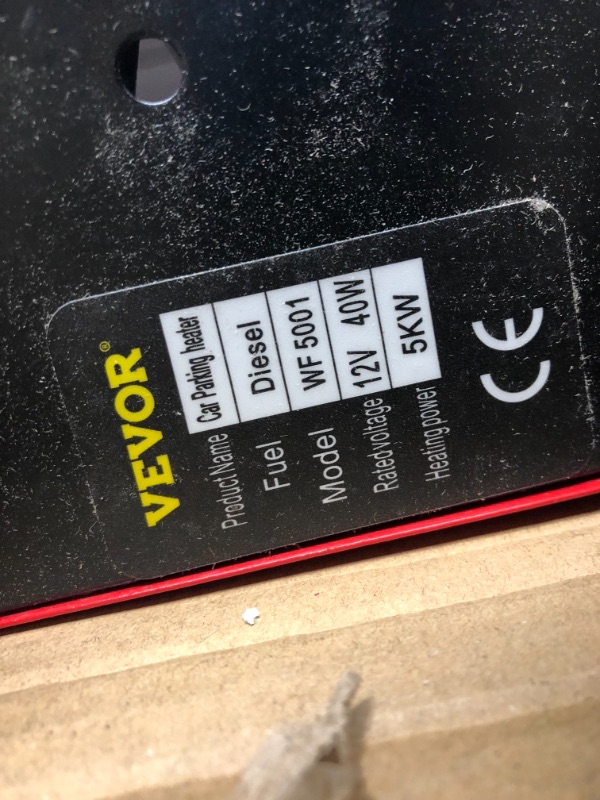 VEVOR®
Product Name Car Parking heater
Fuel Diesel
Model WF 5001
Rated voltage 12V 40W
Heating power 5KW
CE